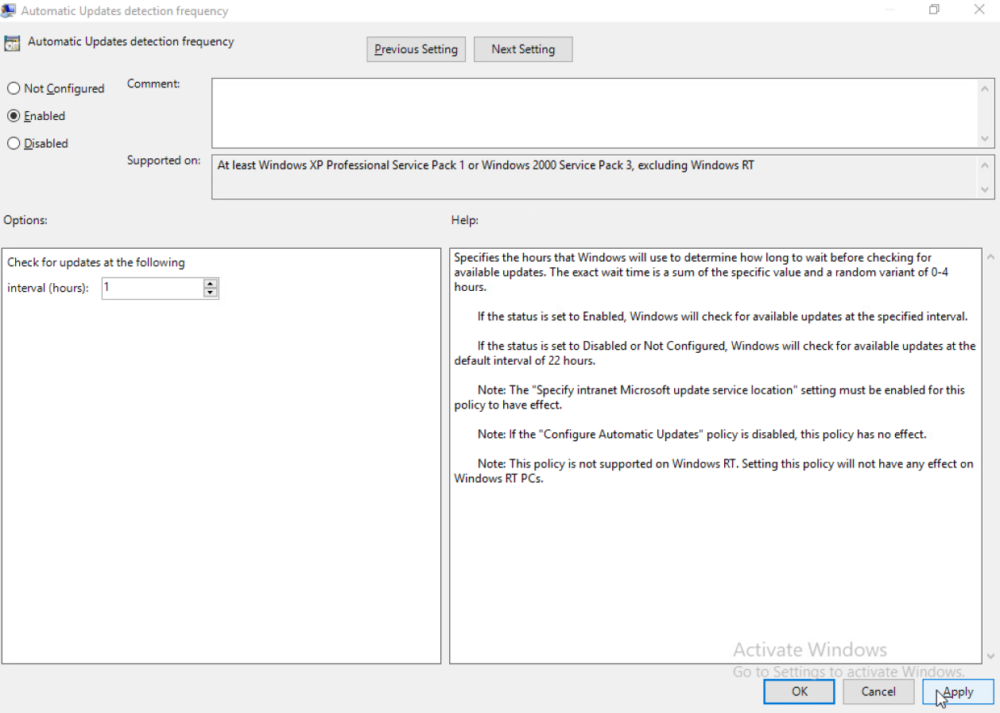 Automatic Updates detection frequency
Automatic Updates detection frequency
Previous Setting
Next Setting
Not Configured
Enabled
Disabled
Comment:
Supported on:
At least Windows XP Professional Service Pack 1 or Windows 2000 Service Pack 3, excluding Windows RT
Options:
Help:
Check for updates at the following
interval (hours): 1
Specifies the hours that Windows will use to determine how long to wait before checking for
available updates. The exact wait time is a sum of the specific value and a random variant of 0-4
hours.
If the status is set to Enabled, Windows will check for available updates at the specified interval.
If the status is set to Disabled or Not Configured, Windows will check for available updates at the
default interval of 22 hours.
Note: The "Specify intranet Microsoft update service location" setting must be enabled for this
policy to have effect.
Note: If the "Configure Automatic Updates" policy is disabled, this policy has no effect.
Note: This policy is not supported on Windows RT. Setting this policy will not have any effect on
Windows RT PCs.
Activate Windows
Go to Settings to activate Windows.
OK
Cancel
Apply